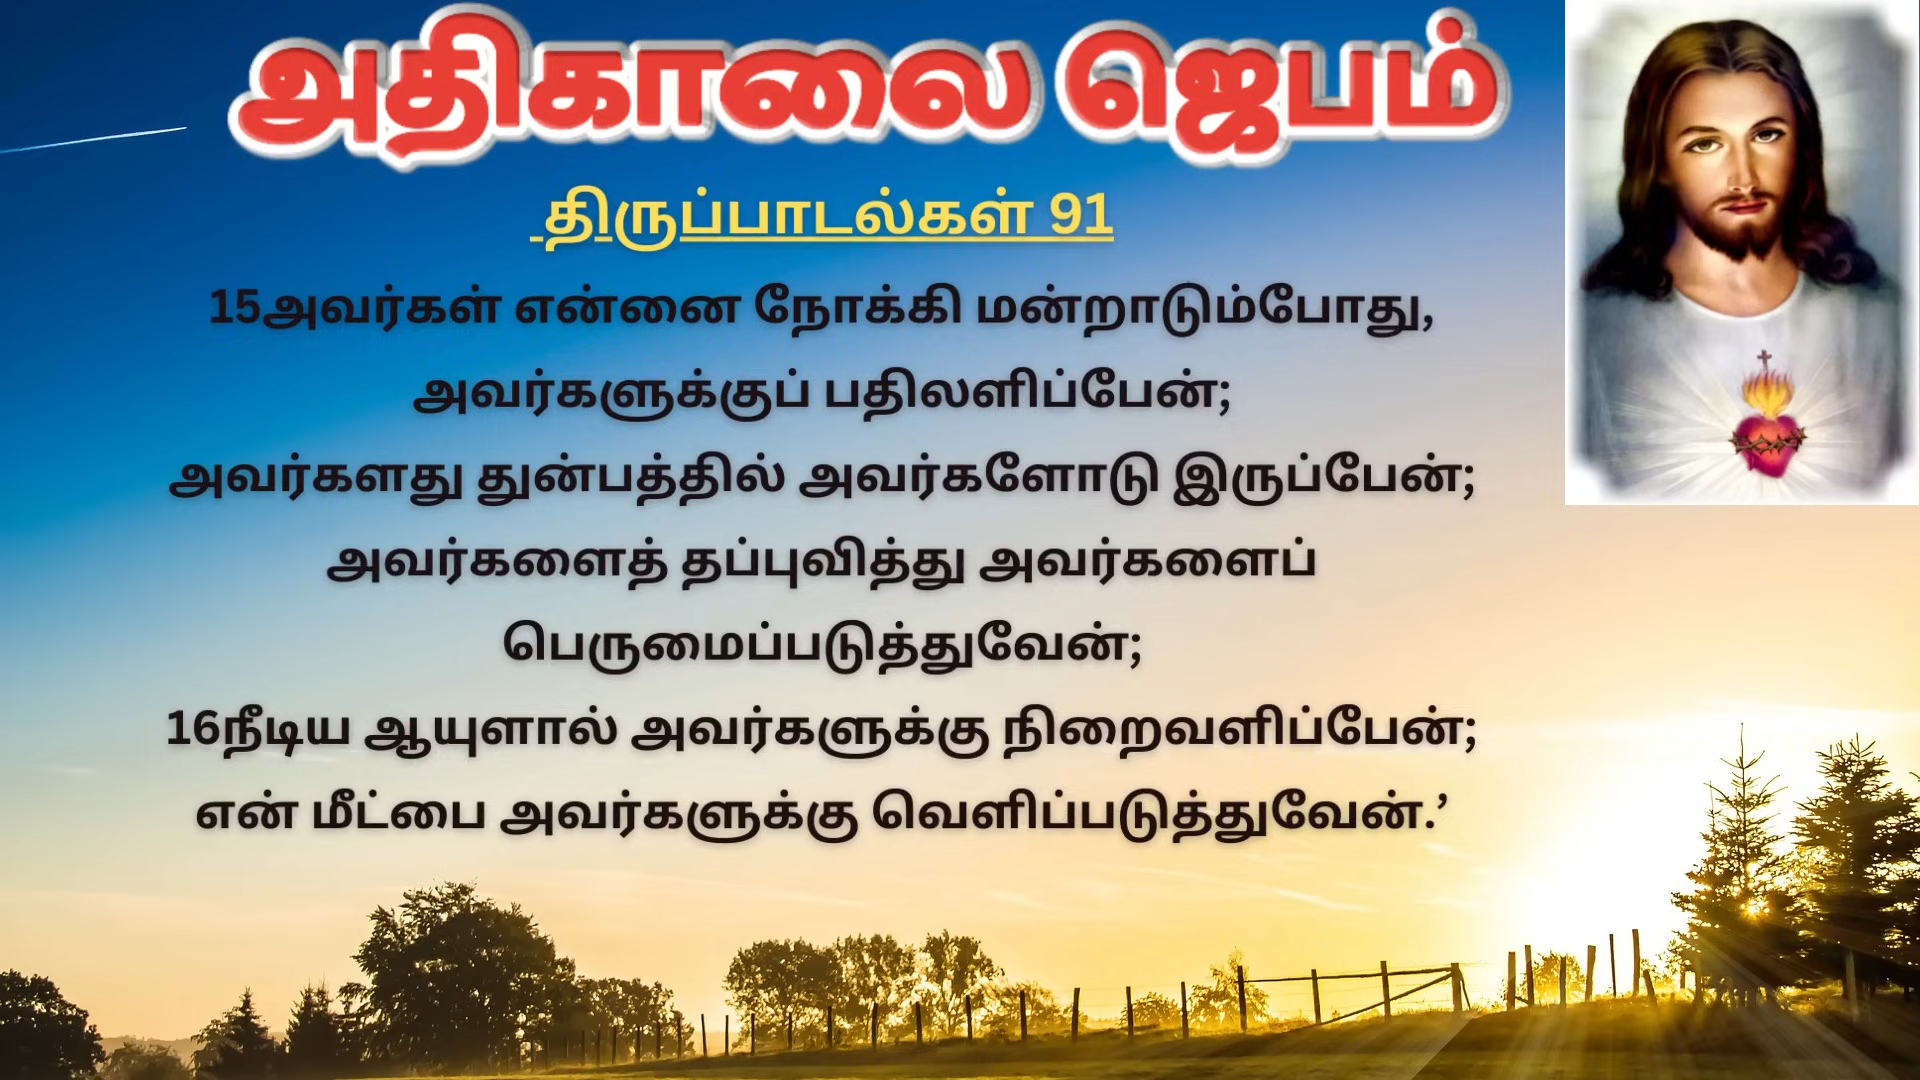 அதிகாலை ஜெபம்
திருப்பாடல்கள் 91
15அவர்கள் என்னை நோக்கி மன்றாடும்போது,
அவர்களுக்குப் பதிலளிப்பேன்;
அவர்களது துன்பத்தில் அவர்களோடு இருப்பேன்;
அவர்களைத் தப்புவித்து அவர்களைப்
பெருமைப்படுத்துவேன்;
16நீடிய ஆயுளால் அவர்களுக்கு நிறைவளிப்பேன்;
என் மீட்பை அவர்களுக்கு வெளிப்படுத்துவேன்.’